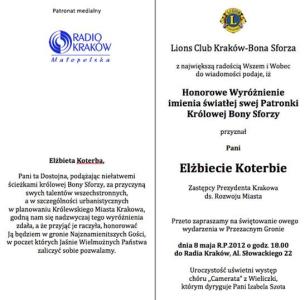 Patronat medialny
RADIO
KRAKÓW
Małopolska
Elżbieta Koterba,
Pani ta Dostojna, podążając niełatwemi
ścieżkami królowej Bony Sforzy, za przyczyną
swych talentów wszechstronnych,
a w szczególności urbanistycznych
w planowaniu Królewskiego Miasta Krakowa,
godną nam się nadzwyczaj tego wyróżnienia
zdała, a że przyjąć je raczyła, honorować
Ją będziem w gronie Najznamienitszych Gości,
w poczet których Jaśnie Wielmożnych Państwa
zaliczyć sobie pozwalamy.
Lions Club Kraków-Bona Sforza
z największą radością Wszem i Wobec
do wiadomości podaje, iż
Honorowe Wyróżnienie
imienia światłej swej Patronki
Królowej Bony Sforzy
przyznał
Pani
Elżbiecie Koterbie
Zastępcy Prezydenta Krakowa
ds. Rozwoju Miasta
Przeto zapraszamy na świętowanie owego
wydarzenia w Przezacnym Gronie
dnia 8 maja R.P.2012 o godz. 18.00
do Radia Kraków, Al. Słowackiego 22
Uroczystość uświetni występ
chóru „Camerata" z Wieliczki,
którym dyryguje Pani Izabela Szota